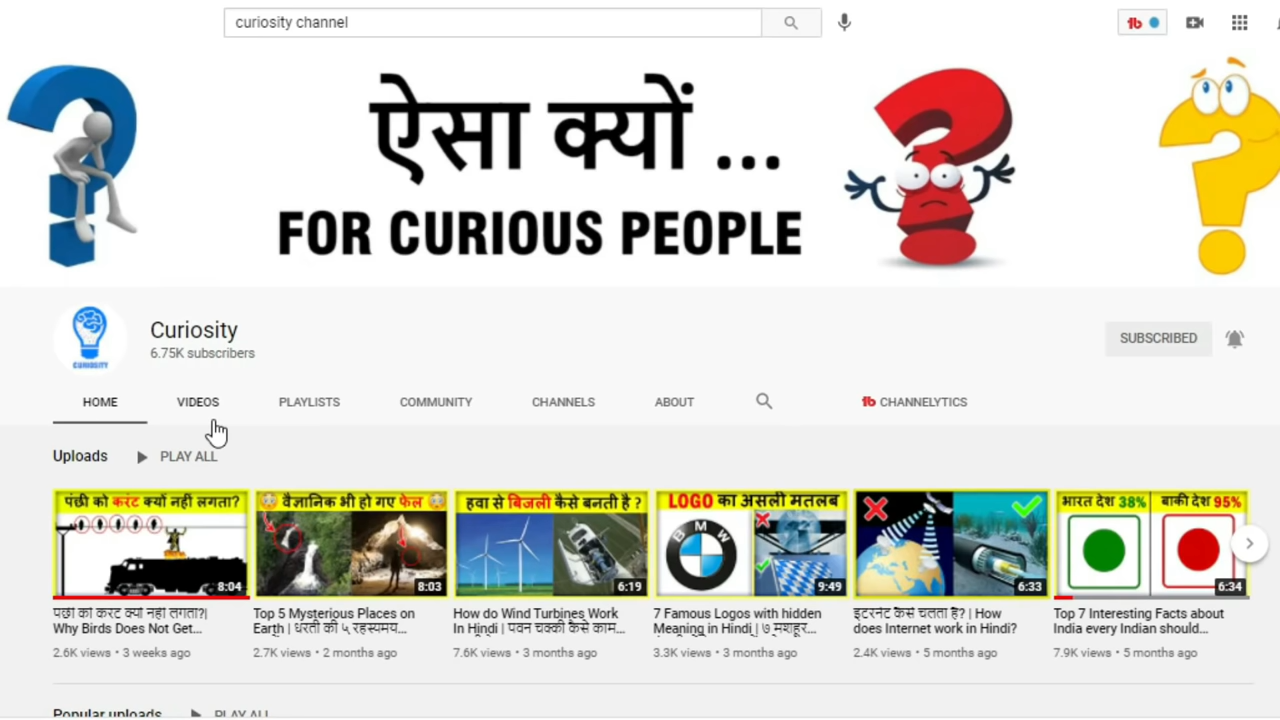 curiosity channel
ऐसा क्यों ...
FOR CURIOUS PEOPLE
CURIOSITY
Curiosity
6.75K subscribers
SUBSCRIBED
HOME VIDEOS PLAYLISTS COMMUNITY CHANNELS ABOUT tb CHANNELYTICS
Uploads PLAY ALL
पंछी को करंट क्यों नहीं लगता?
8:04
पंछी को करंट क्यों नहीं लगता?|
Why Birds Does Not Get...
2.6K views • 3 weeks ago
वैज्ञानिक भी हो गए फेल
8:03
Top 5 Mysterious Places on
Earth | धरती की ५ रहस्यमय...
2.7K views • 2 months ago
हवा से बिजली कैसे बनती है ?
6:19
How do Wind Turbines Work
In Hindi | पवन चक्की कैसे काम...
7.6K views • 3 months ago
LOGO का असली मतलब
BMW
9:49
7 Famous Logos with hidden
Meaning in Hindi | ७ मशहूर...
3.3K views • 3 months ago
6:33
इंटरनेट कैसे चलता है? | How
does Internet work in Hindi?
2.4K views • 5 months ago
भारत देश 38% बाकी देश 95%
6:34
Top 7 Interesting Facts about
India every Indian should...
7.9K views • 5 months ago
Popular uploads PLAY ALL